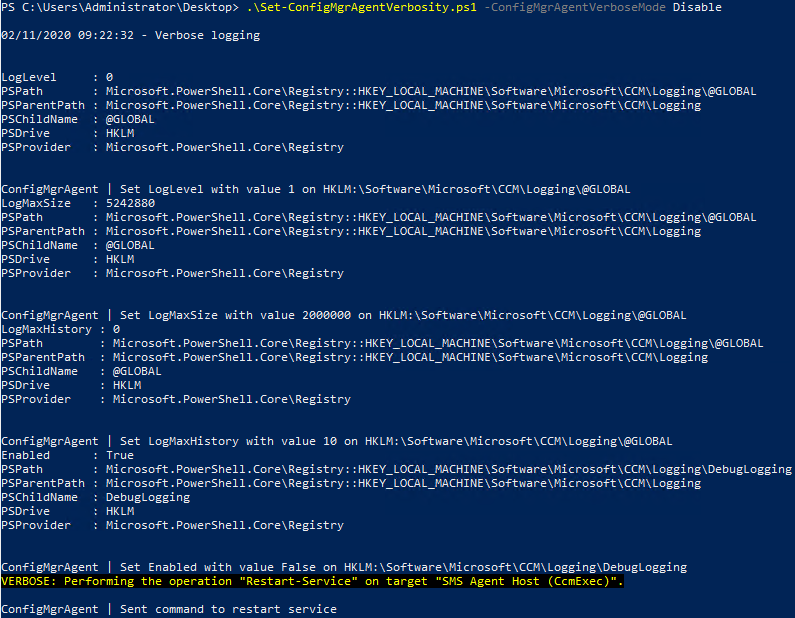 PS C:\Users\Administrator\Desktop> .\Set-ConfigMgrAgentVerbosity.ps1 -ConfigMgrAgentVerboseMode Disable
02/11/2020 09:22:32 - Verbose logging
LogLevel     : 0
PSPath       : Microsoft.PowerShell.Core\Registry::HKEY_LOCAL_MACHINE\Software\Microsoft\CCM\Logging\@GLOBAL
PSParentPath : Microsoft.PowerShell.Core\Registry::HKEY_LOCAL_MACHINE\Software\Microsoft\CCM\Logging
PSChildName  : @GLOBAL
PSDrive      : HKLM
PSProvider   : Microsoft.PowerShell.Core\Registry
ConfigMgrAgent | Set LogLevel with value 1 on HKLM:\Software\Microsoft\CCM\Logging\@GLOBAL
LogMaxSize   : 5242880
PSPath       : Microsoft.PowerShell.Core\Registry::HKEY_LOCAL_MACHINE\Software\Microsoft\CCM\Logging\@GLOBAL
PSParentPath : Microsoft.PowerShell.Core\Registry::HKEY_LOCAL_MACHINE\Software\Microsoft\CCM\Logging
PSChildName  : @GLOBAL
PSDrive      : HKLM
PSProvider   : Microsoft.PowerShell.Core\Registry
ConfigMgrAgent | Set LogMaxSize with value 2000000 on HKLM:\Software\Microsoft\CCM\Logging\@GLOBAL
LogMaxHistory : 0
PSPath        : Microsoft.PowerShell.Core\Registry::HKEY_LOCAL_MACHINE\Software\Microsoft\CCM\Logging\@GLOBAL
PSParentPath  : Microsoft.PowerShell.Core\Registry::HKEY_LOCAL_MACHINE\Software\Microsoft\CCM\Logging
PSChildName   : @GLOBAL
PSDrive       : HKLM
PSProvider    : Microsoft.PowerShell.Core\Registry
ConfigMgrAgent | Set LogMaxHistory with value 10 on HKLM:\Software\Microsoft\CCM\Logging\@GLOBAL
Enabled      : True
PSPath       : Microsoft.PowerShell.Core\Registry::HKEY_LOCAL_MACHINE\Software\Microsoft\CCM\Logging\DebugLogging
PSParentPath : Microsoft.PowerShell.Core\Registry::HKEY_LOCAL_MACHINE\Software\Microsoft\CCM\Logging
PSChildName  : DebugLogging
PSDrive      : HKLM
PSProvider   : Microsoft.PowerShell.Core\Registry
ConfigMgrAgent | Set Enabled with value False on HKLM:\Software\Microsoft\CCM\Logging\DebugLogging
VERBOSE: Performing the operation "Restart-Service" on target "SMS Agent Host (CcmExec)".
ConfigMgrAgent | Sent command to restart service